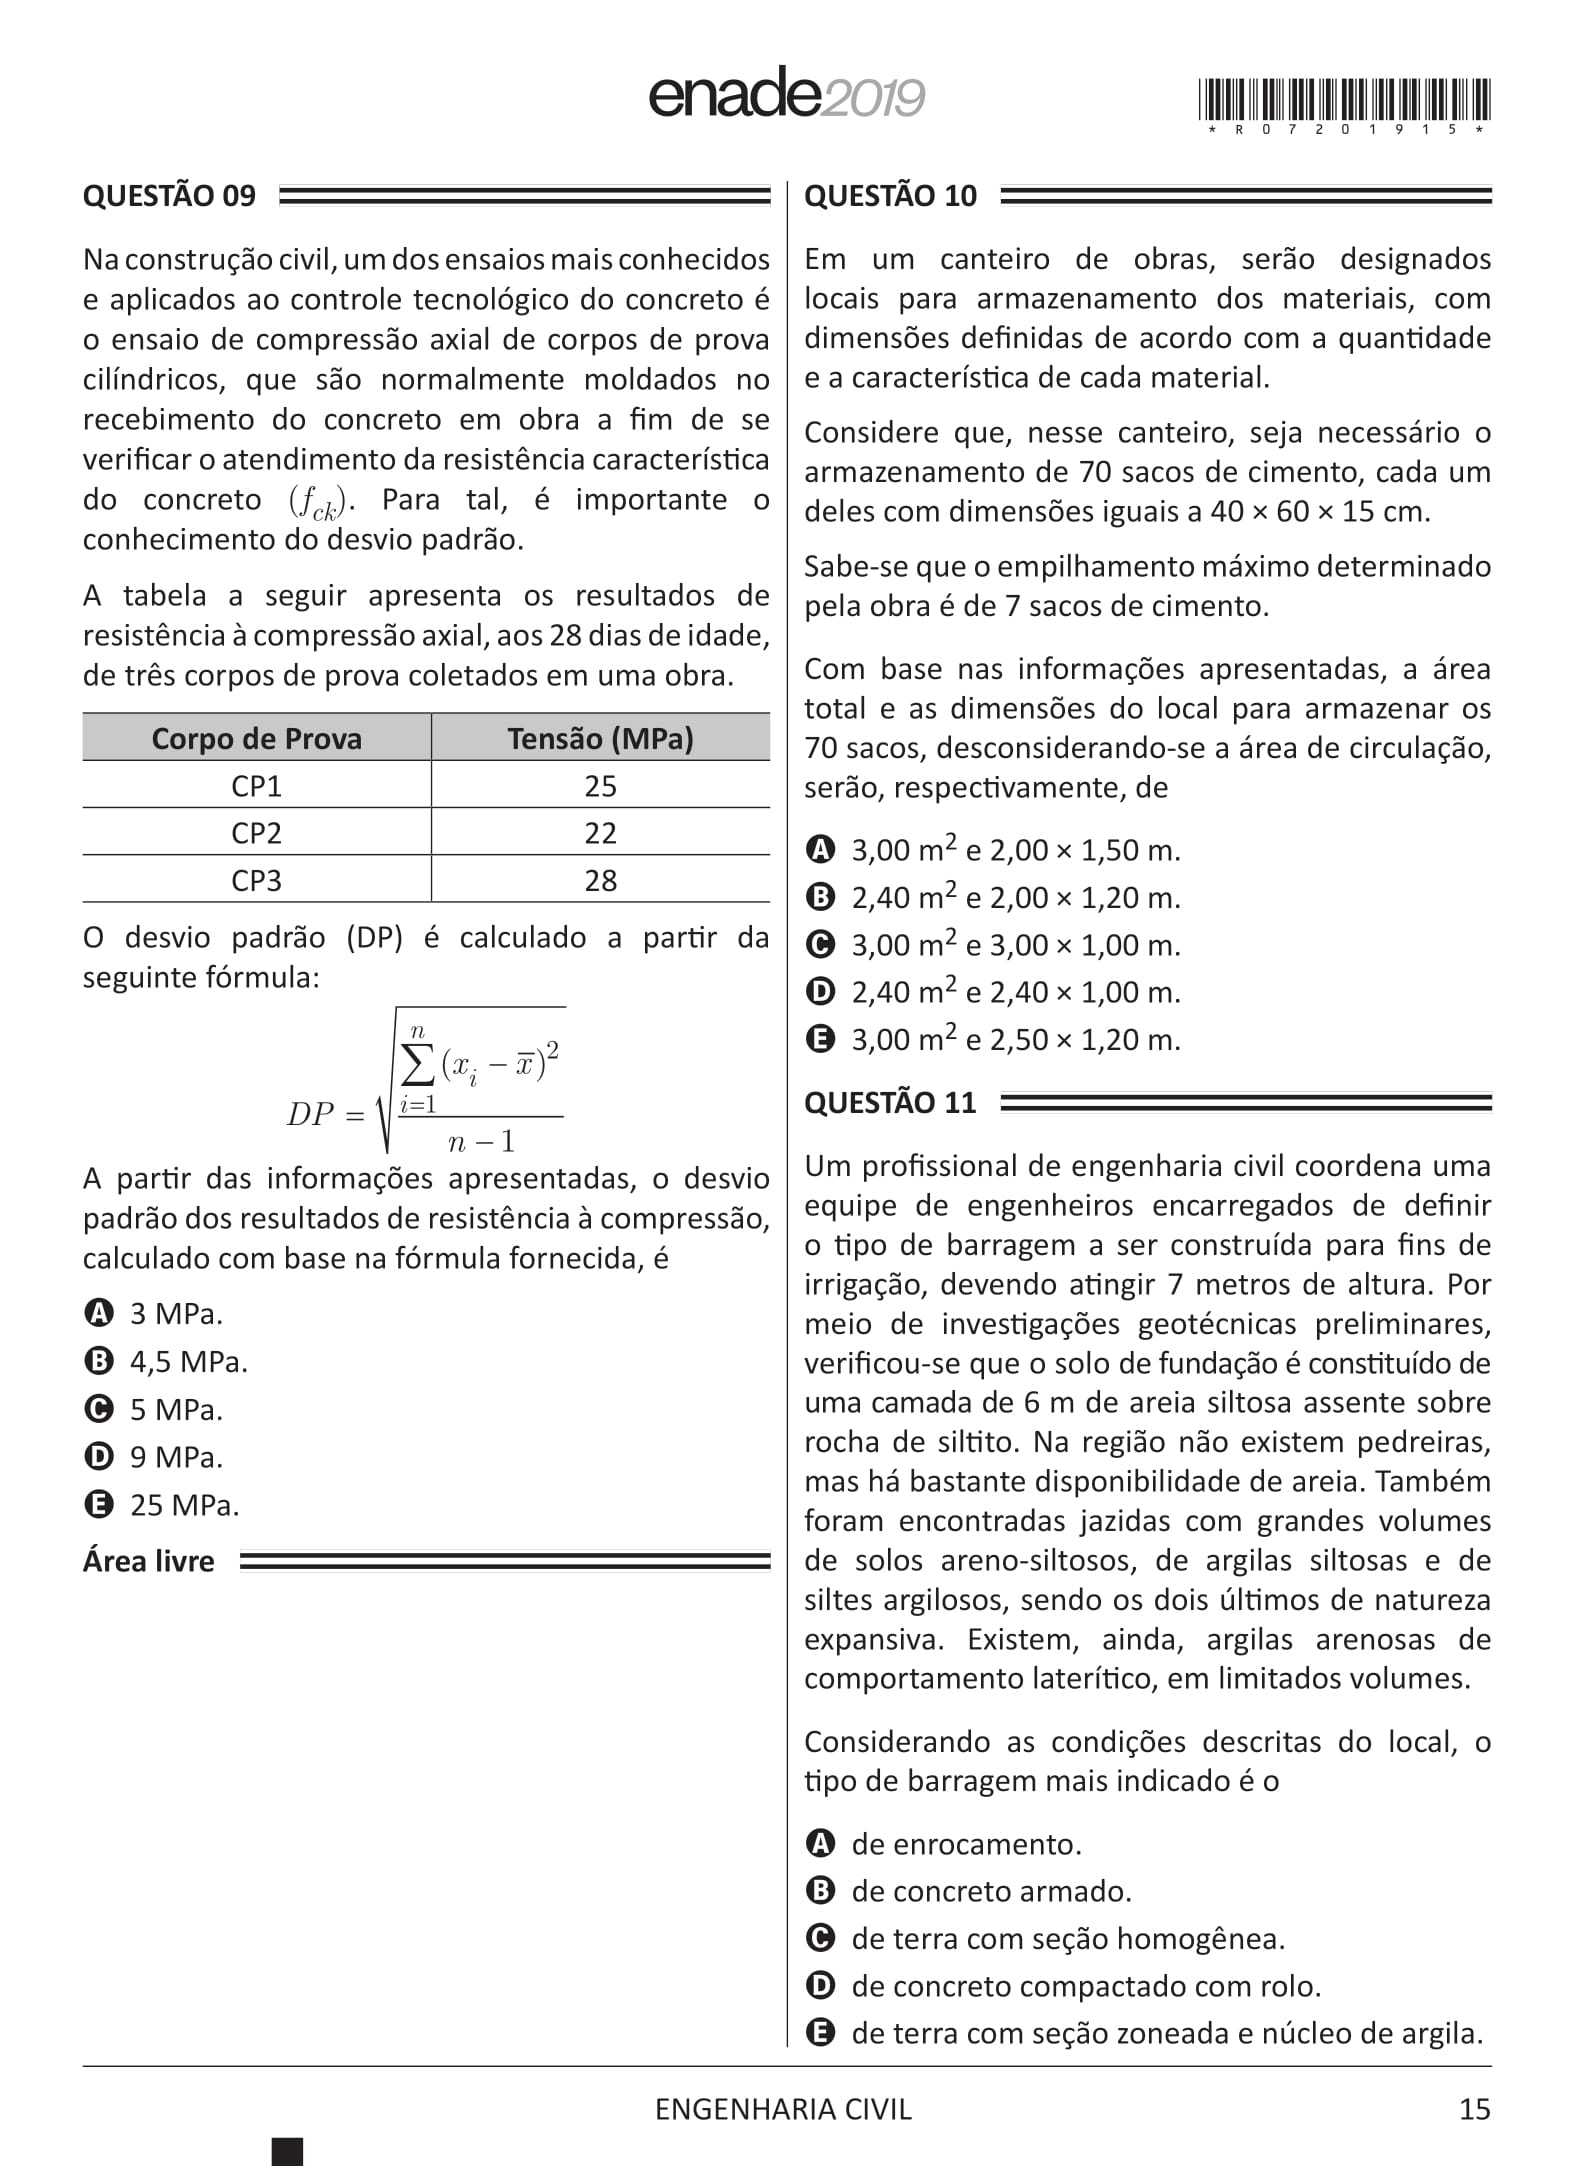 enade2019
* R 0 7 2 0 1 9 1 5 *
QUESTÃO 09
Na construção civil, um dos ensaios mais conhecidos
e aplicados ao controle tecnológico do concreto é
o ensaio de compressão axial de corpos de prova
cilíndricos, que são normalmente moldados no
recebimento do concreto em obra a fim de se
verificar o atendimento da resistência característica
do concreto (f_ck). Para tal, é importante o
conhecimento do desvio padrão.
A tabela a seguir apresenta os resultados de
resistência à compressão axial, aos 28 dias de idade,
de três corpos de prova coletados em uma obra.
Corpo de Prova Tensão (MPa)
CP1 25
CP2 22
CP3 28
O desvio padrão (DP) é calculado a partir da
seguinte fórmula:
DP = √(∑_{i=1}^{n} (x_i − x̅)² / (n − 1))
A partir das informações apresentadas, o desvio
padrão dos resultados de resistência à compressão,
calculado com base na fórmula fornecida, é
A 3 MPa.
B 4,5 MPa.
C 5 MPa.
D 9 MPa.
E 25 MPa.
Área livre
QUESTÃO 10
Em um canteiro de obras, serão designados
locais para armazenamento dos materiais, com
dimensões definidas de acordo com a quantidade
e a característica de cada material.
Considere que, nesse canteiro, seja necessário o
armazenamento de 70 sacos de cimento, cada um
deles com dimensões iguais a 40 × 60 × 15 cm.
Sabe-se que o empilhamento máximo determinado
pela obra é de 7 sacos de cimento.
Com base nas informações apresentadas, a área
total e as dimensões do local para armazenar os
70 sacos, desconsiderando-se a área de circulação,
serão, respectivamente, de
A 3,00 m² e 2,00 × 1,50 m.
B 2,40 m² e 2,00 × 1,20 m.
C 3,00 m² e 3,00 × 1,00 m.
D 2,40 m² e 2,40 × 1,00 m.
E 3,00 m² e 2,50 × 1,20 m.
QUESTÃO 11
Um profissional de engenharia civil coordena uma
equipe de engenheiros encarregados de definir
o tipo de barragem a ser construída para fins de
irrigação, devendo atingir 7 metros de altura. Por
meio de investigações geotécnicas preliminares,
verificou-se que o solo de fundação é constituído de
uma camada de 6 m de areia siltosa assente sobre
rocha de siltito. Na região não existem pedreiras,
mas há bastante disponibilidade de areia. Também
foram encontradas jazidas com grandes volumes
de solos areno-siltosos, de argilas siltosas e de
siltes argilosos, sendo os dois últimos de natureza
expansiva. Existem, ainda, argilas arenosas de
comportamento laterítico, em limitados volumes.
Considerando as condições descritas do local, o
tipo de barragem mais indicado é o
A de enrocamento.
B de concreto armado.
C de terra com seção homogênea.
D de concreto compactado com rolo.
E de terra com seção zoneada e núcleo de argila.
ENGENHARIA CIVIL
15